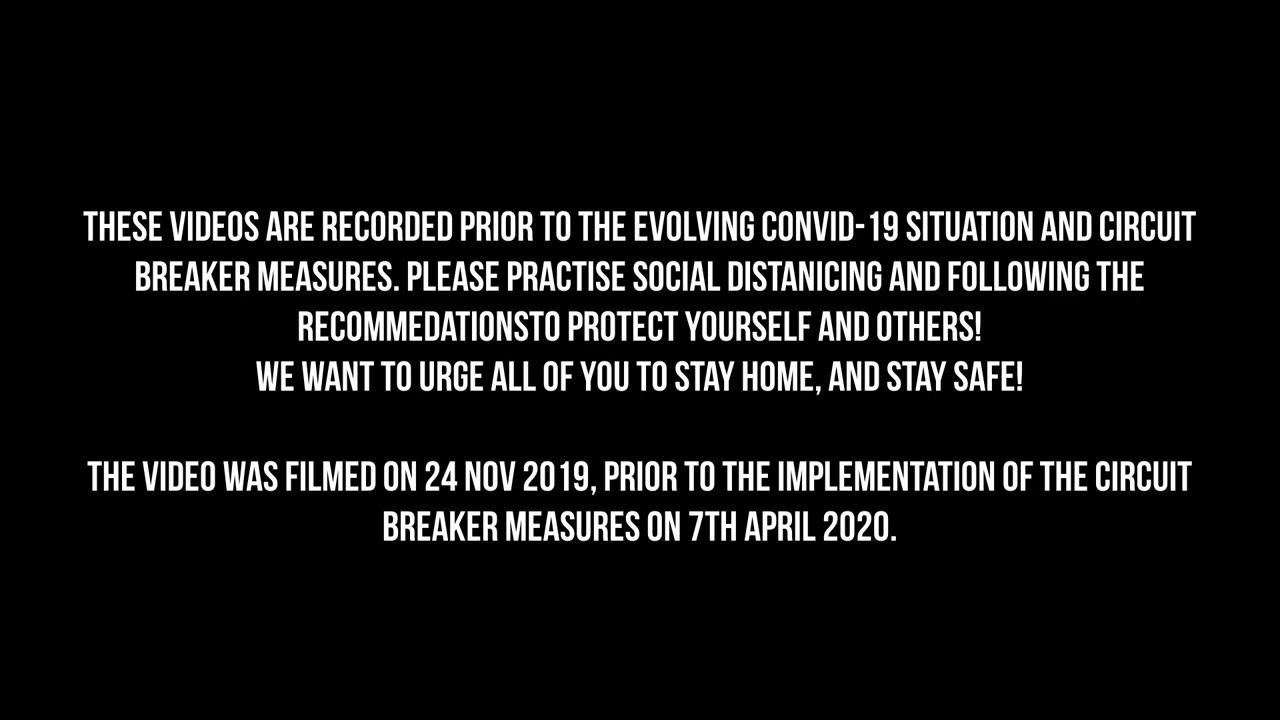 THESE VIDEOS ARE RECORDED PRIOR TO THE EVOLVING CONVID-19 SITUATION AND CIRCUIT
BREAKER MEASURES. PLEASE PRACTISE SOCIAL DISTANICING AND FOLLOWING THE
RECOMMEDATIONSTO PROTECT YOURSELF AND OTHERS!
WE WANT TO URGE ALL OF YOU TO STAY HOME, AND STAY SAFE!
THE VIDEO WAS FILMED ON 24 NOV 2019, PRIOR TO THE IMPLEMENTATION OF THE CIRCUIT
BREAKER MEASURES ON 7TH APRIL 2020.